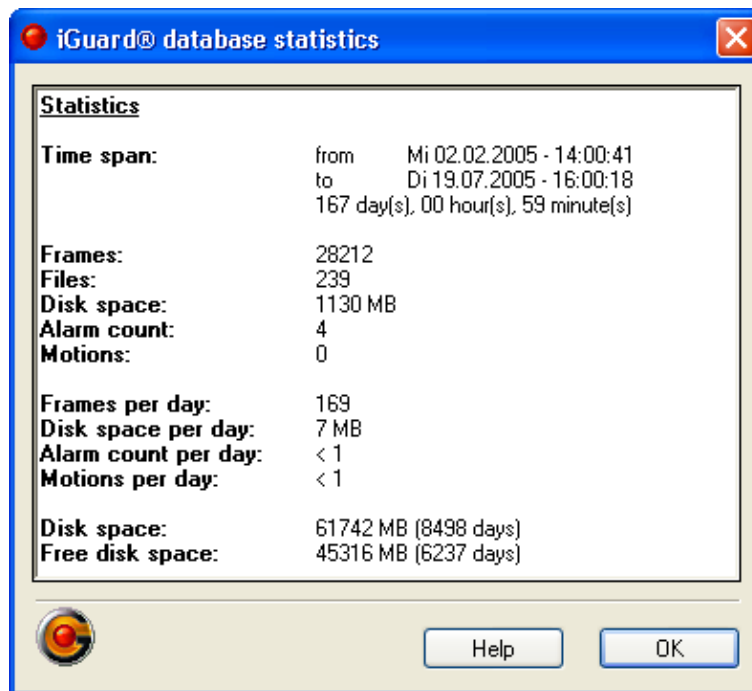 iGuard® database statistics
Statistics
Time span: from Mi 02.02.2005 - 14:00:41
to Di 19.07.2005 - 16:00:18
167 day(s), 00 hour(s), 59 minute(s)
Frames: 28212
Files: 239
Disk space: 1130 MB
Alarm count: 4
Motions: 0
Frames per day: 169
Disk space per day: 7 MB
Alarm count per day: < 1
Motions per day: < 1
Disk space: 61742 MB (8498 days)
Free disk space: 45316 MB (6237 days)
Help OK